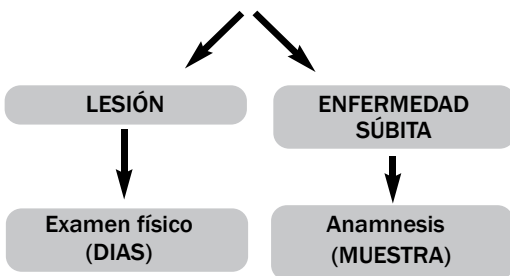 LESIÓN
ENFERMEDAD
SÚBITA
Examen físico
(DIAS)
Anamnesis
(MUESTRA)